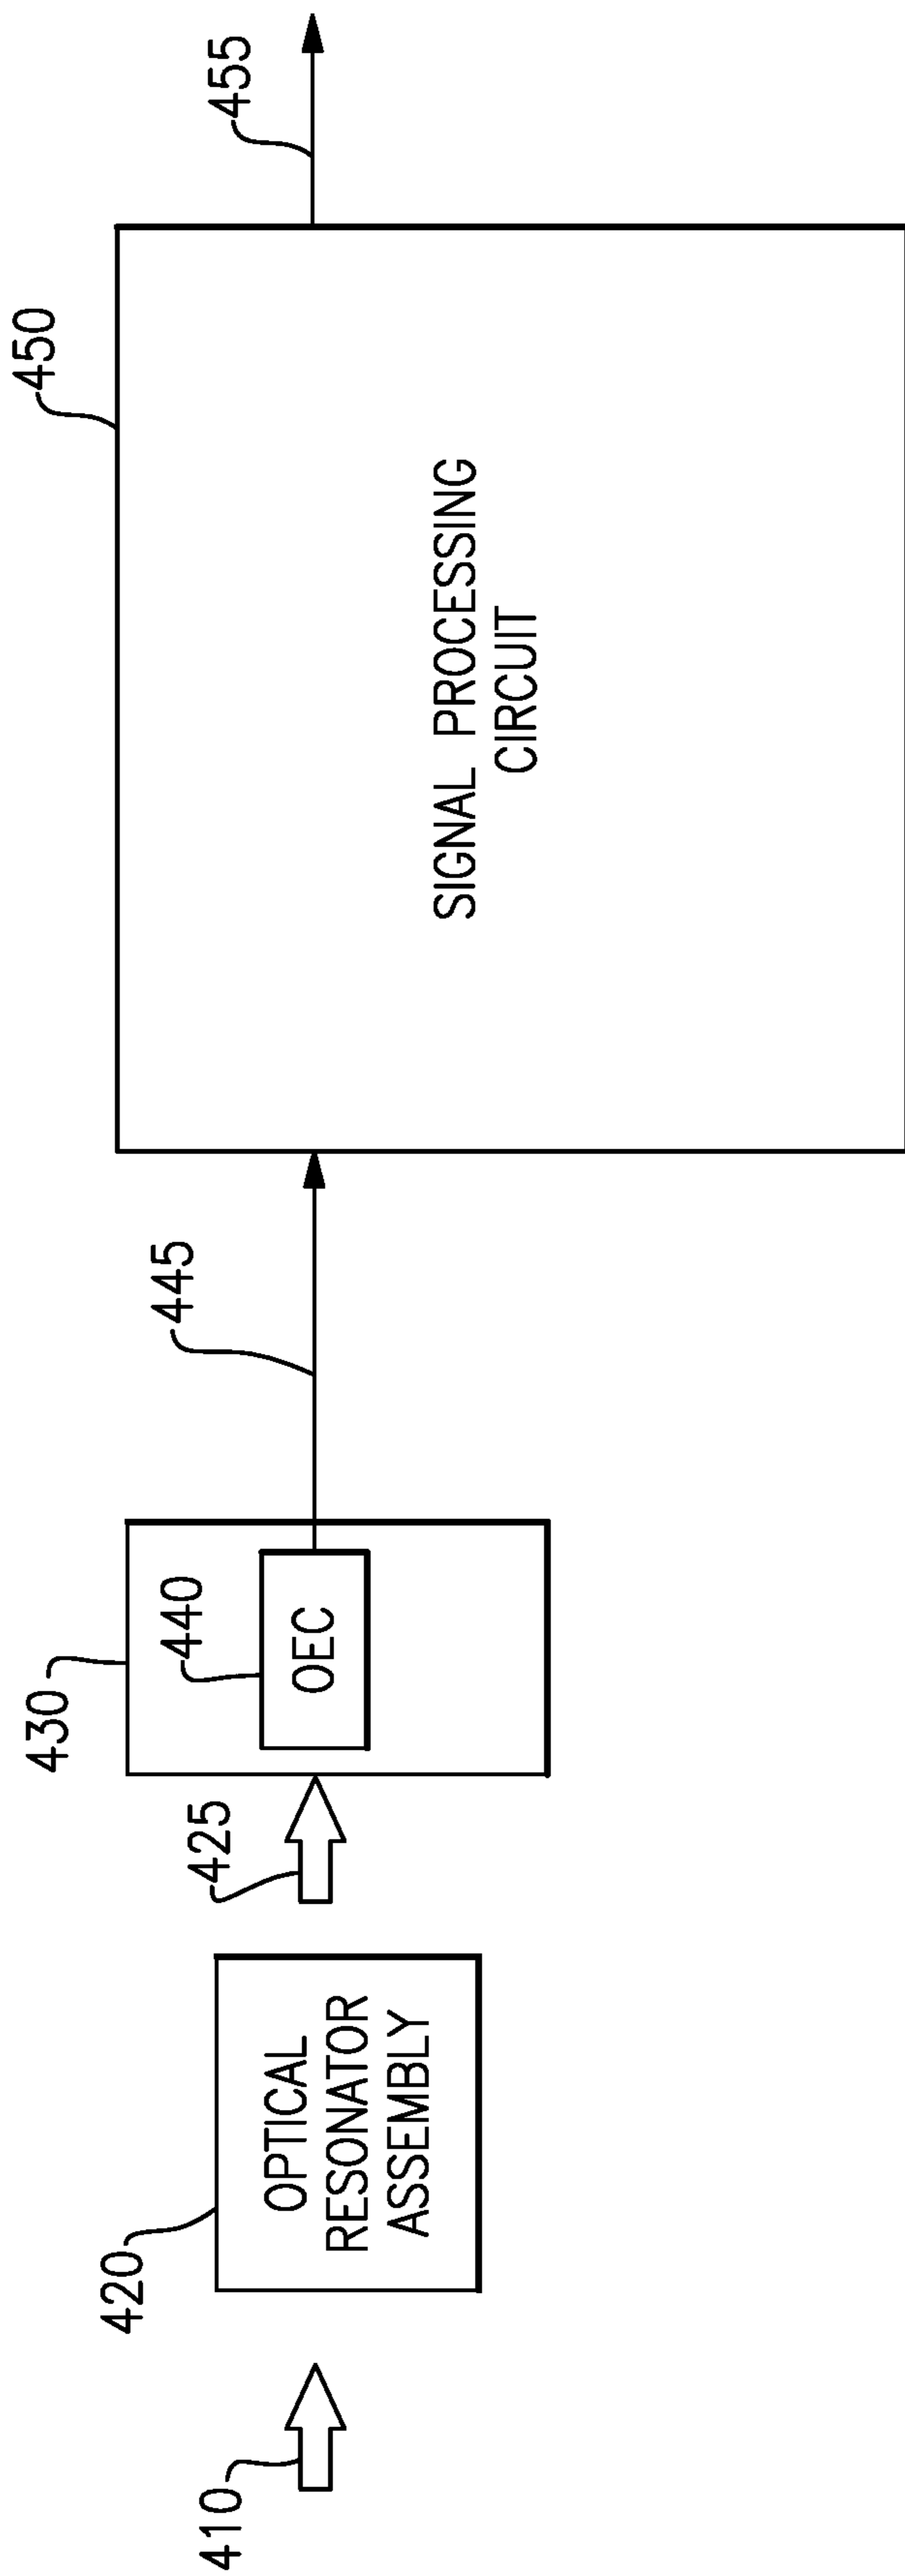 410
420
OPTICAL
RESONATOR
ASSEMBLY
425
430
440
OEC
445
450
SIGNAL PROCESSING
CIRCUIT
455